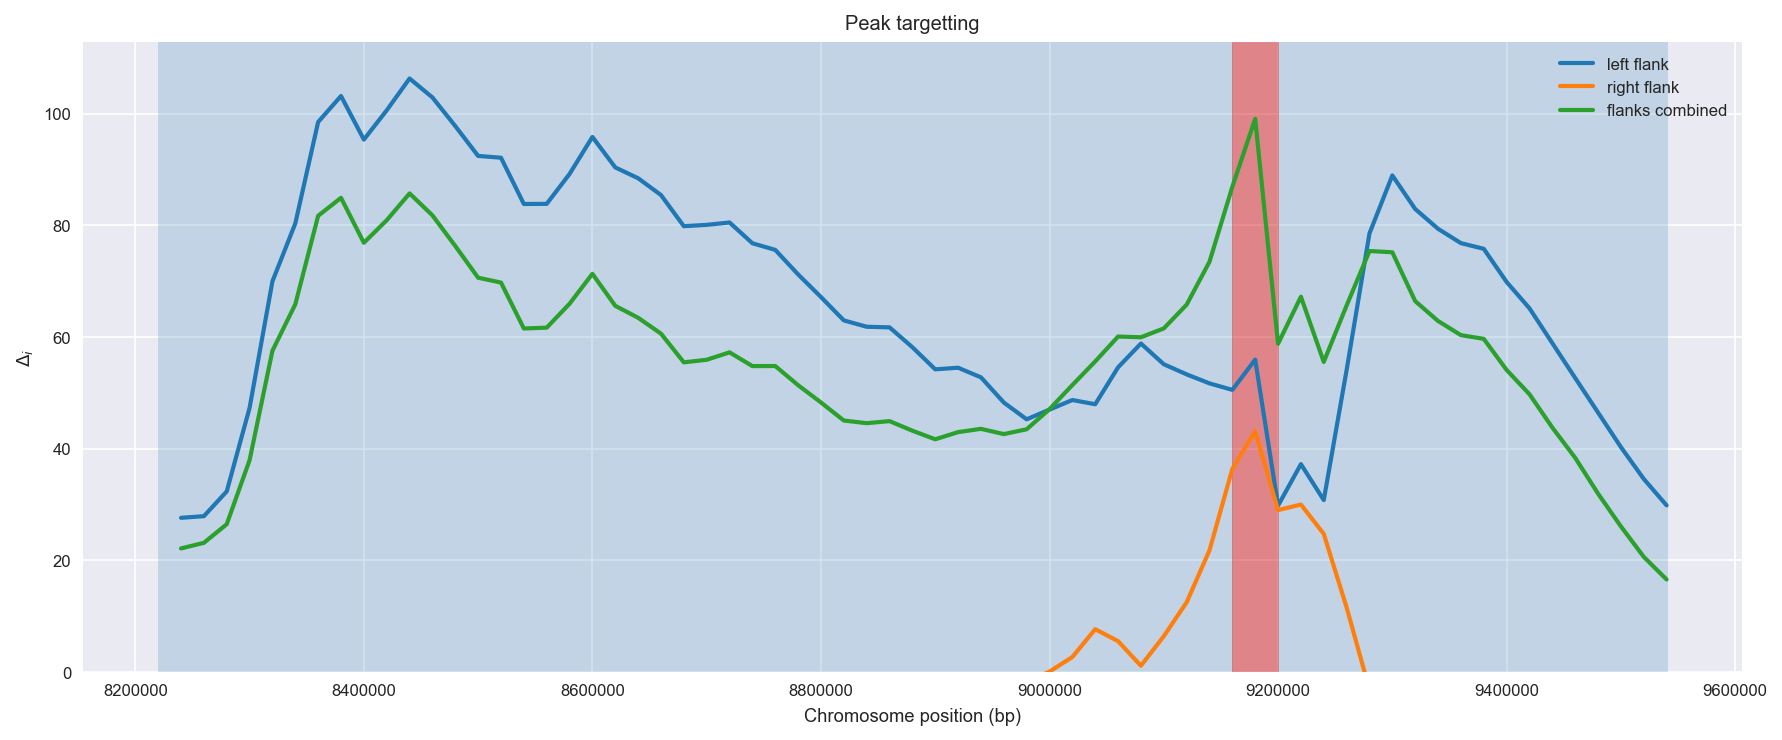 Peak targetting
left flank
right flank
flanks combined
Δi
100
80
60
40
20
0
8200000 8400000 8600000 8800000 9000000 9200000 9400000 9600000
Chromosome position (bp)